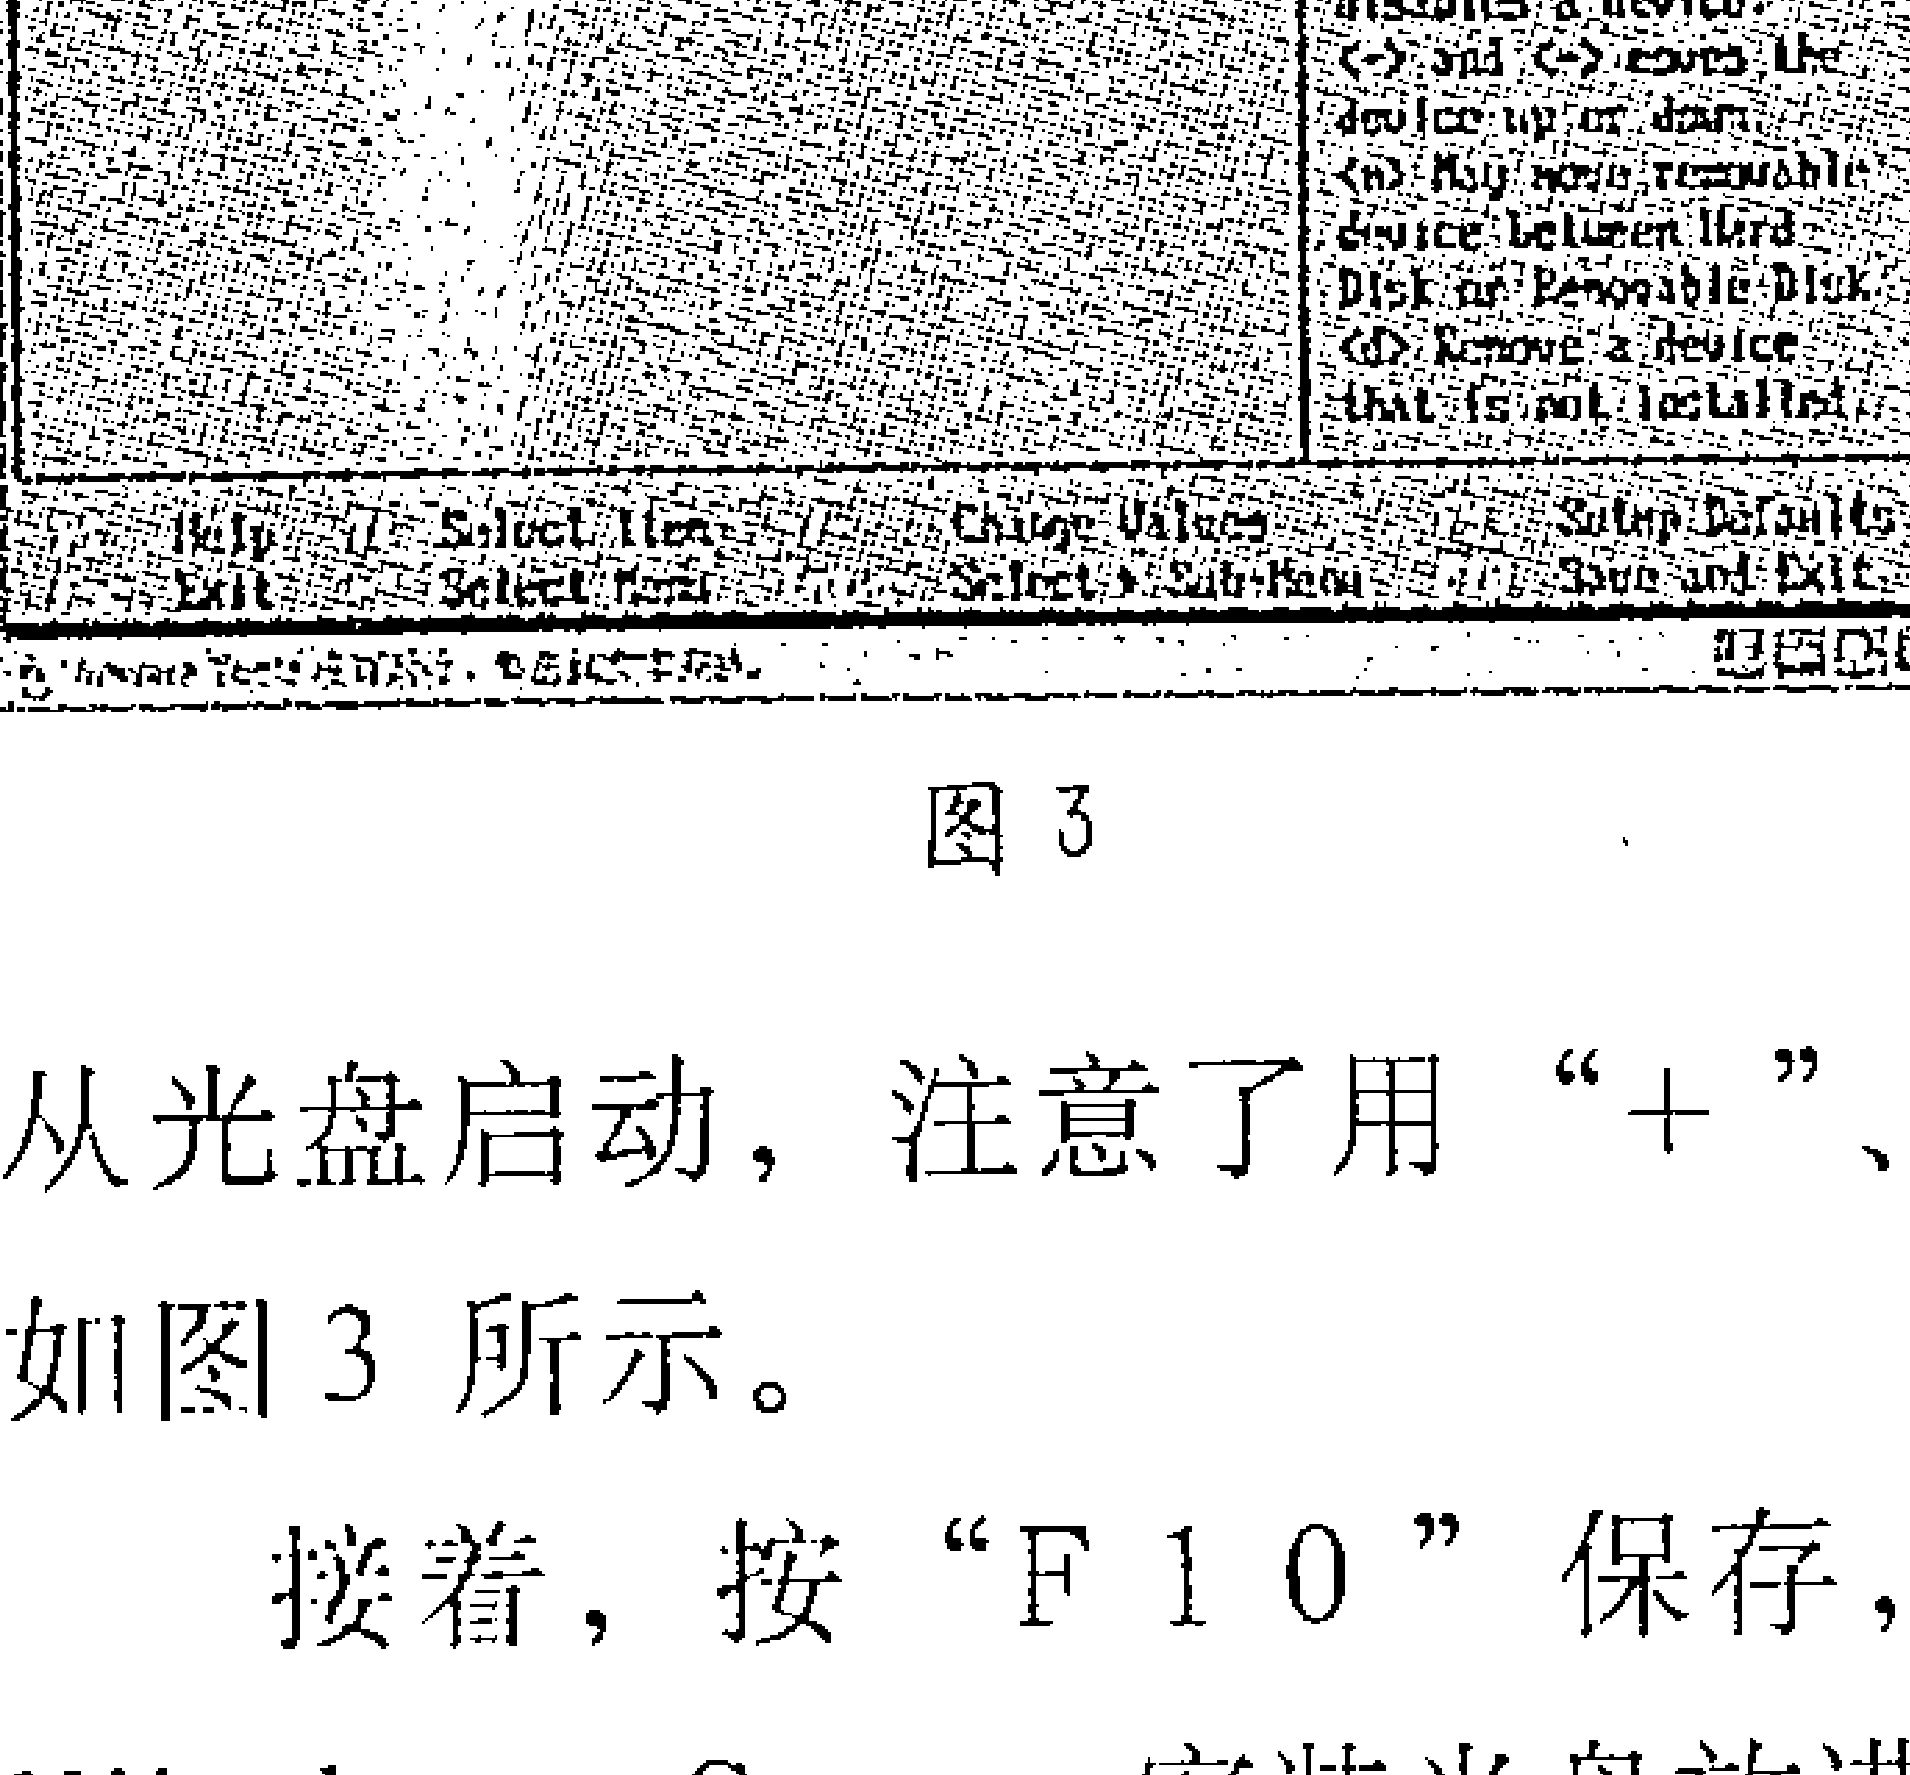 <-> and <-> moves the
device up or down.
<n> May move removable
device between Hard
Disk or Removable Disk
<d> Remove a device
that is not installed.
Help Select Item Change Values Setup Defaults
Exit Select Menu Select ▶ Sub-Menu Save and Exit
图 3
从光盘启动，注意了用“＋”、
如图 3 所示。
接着，按“F10”保存，